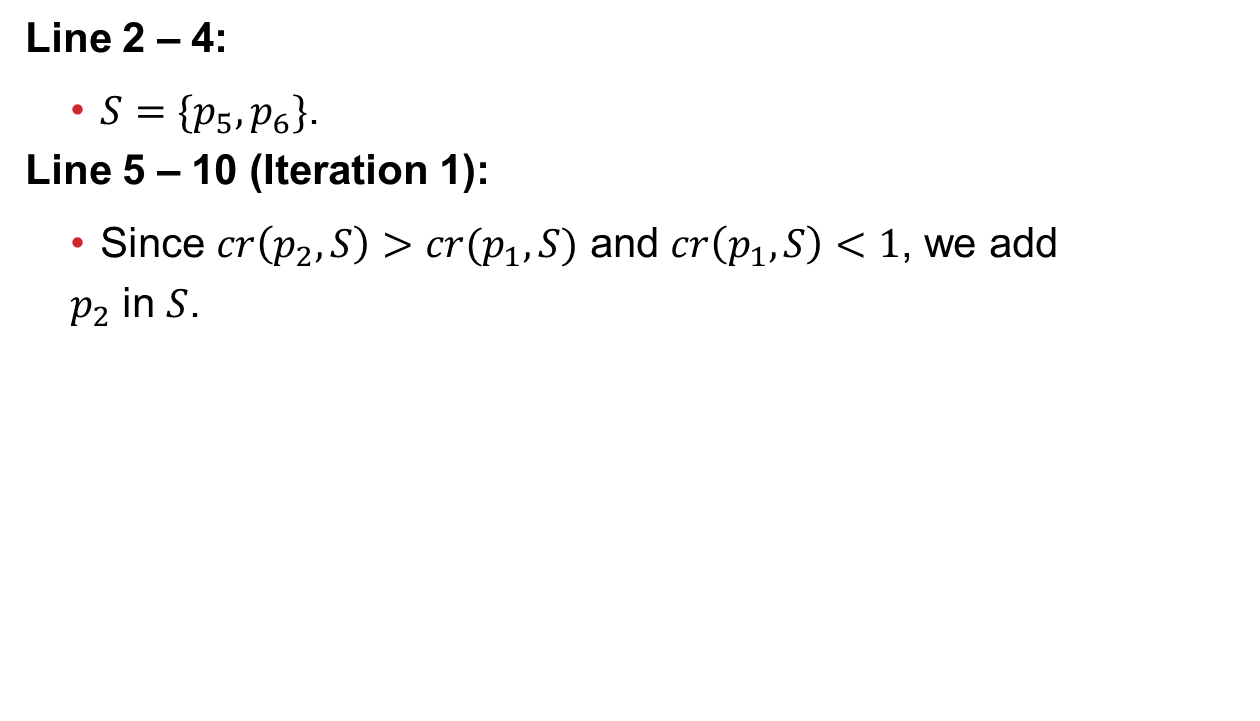 Line 2 – 4:
• 𝑆 = {𝑝₅, 𝑝₆}.
Line 5 – 10 (Iteration 1):
• Since 𝑐𝑟(𝑝₂, 𝑆) > 𝑐𝑟(𝑝₁, 𝑆) and 𝑐𝑟(𝑝₁, 𝑆) < 1, we add
𝑝₂ in 𝑆.